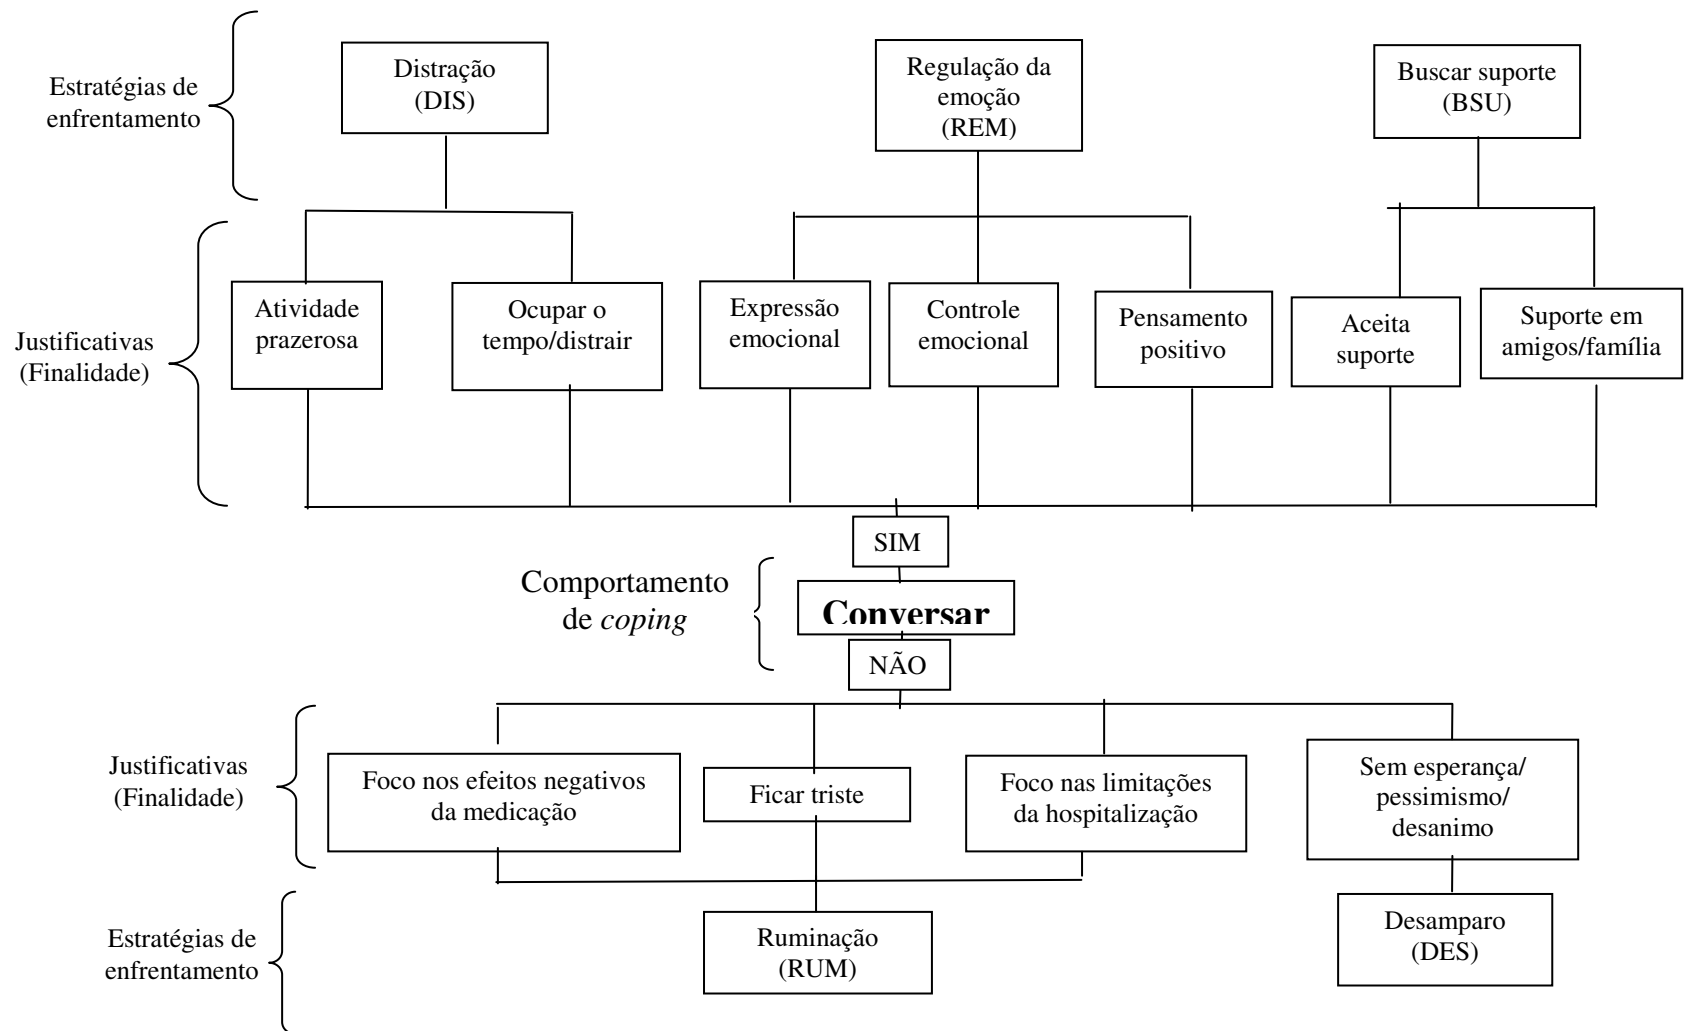 Estratégias de
enfrentamento
Distração
(DIS)
Regulação da
emoção
(REM)
Buscar suporte
(BSU)
Justificativas
(Finalidade)
Atividade
prazerosa
Ocupar o
tempo/distrair
Expressão
emocional
Controle
emocional
Pensamento
positivo
Aceita
suporte
Suporte em
amigos/família
SIM
Comportamento
de coping
Conversar
NÃO
Justificativas
(Finalidade)
Foco nos efeitos negativos
da medicação
Ficar triste
Foco nas limitações
da hospitalização
Sem esperança/
pessimismo/
desanimo
Estratégias de
enfrentamento
Ruminação
(RUM)
Desamparo
(DES)